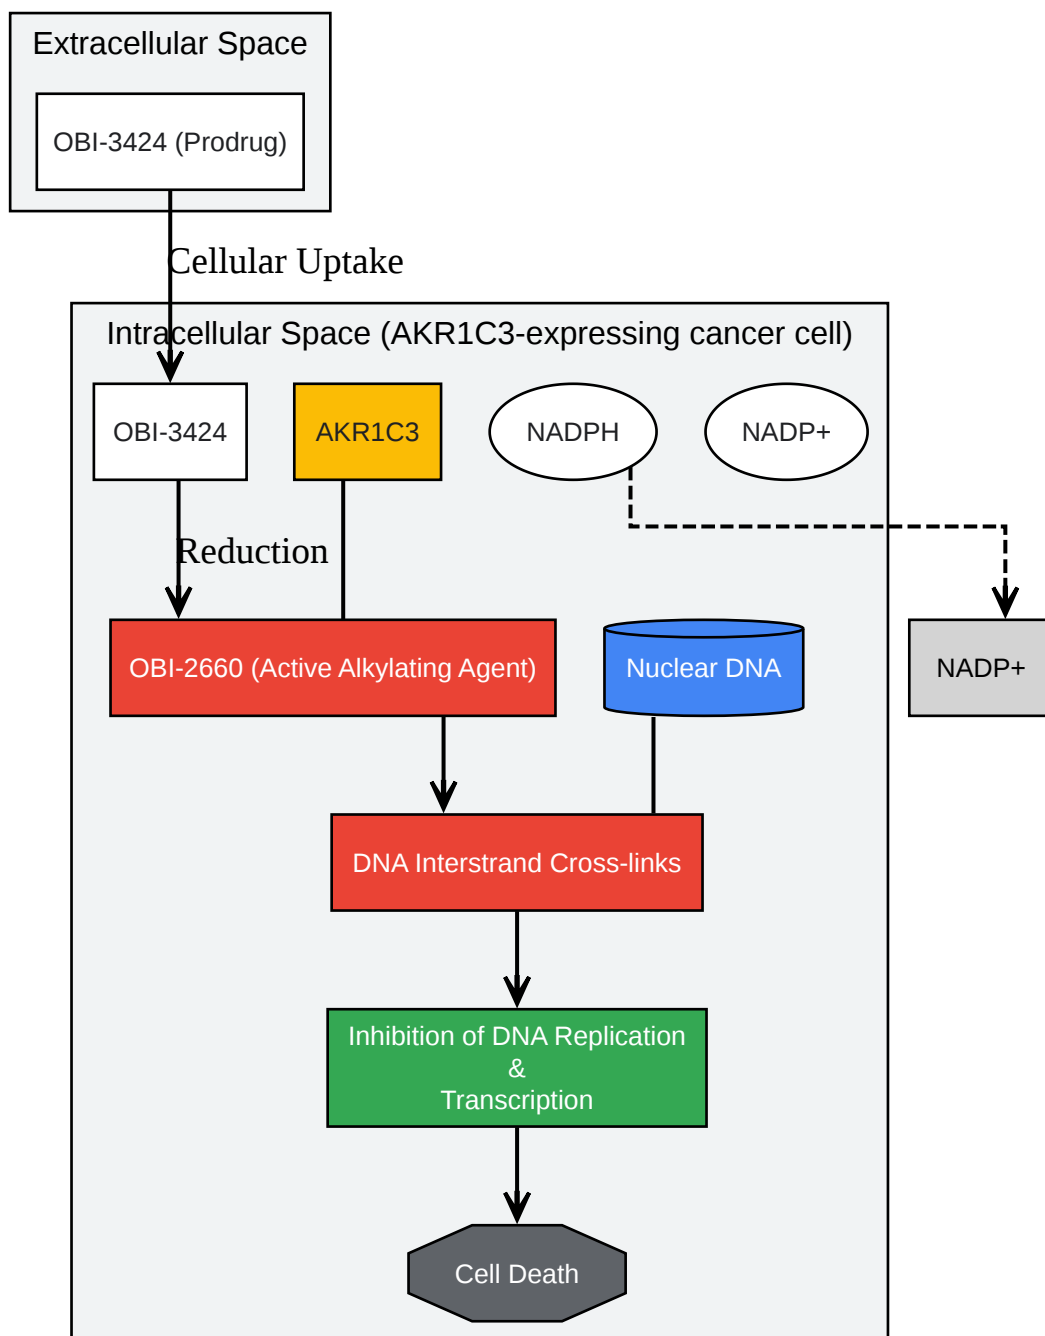 Extracellular Space
OBI-3424 (Prodrug)
Cellular Uptake
Intracellular Space (AKR1C3-expressing cancer cell)
OBI-3424
AKR1C3
NADPH
NADP+
Reduction
OBI-2660 (Active Alkylating Agent)
Nuclear DNA
NADP+
DNA Interstrand Cross-links
Inhibition of DNA Replication
&
Transcription
Cell Death